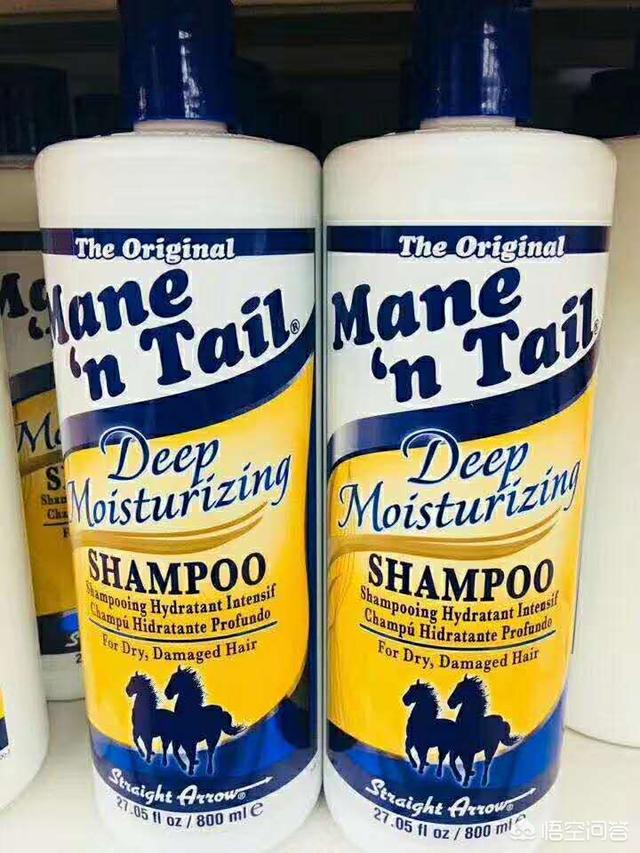 The Original
Mane
'n Tail®
Deep
Moisturizing
SHAMPOO
Shampooing Hydratant Intensif
Champú Hidratante Profundo
For Dry, Damaged Hair
Straight Arrow®
27.05 fl oz / 800 ml e
The Original
Mane
'n Tail®
Deep
Moisturizing
SHAMPOO
Shampooing Hydratant Intensif
Champú Hidratante Profundo
For Dry, Damaged Hair
Straight Arrow®
27.05 fl oz / 800 ml e
悟空问答